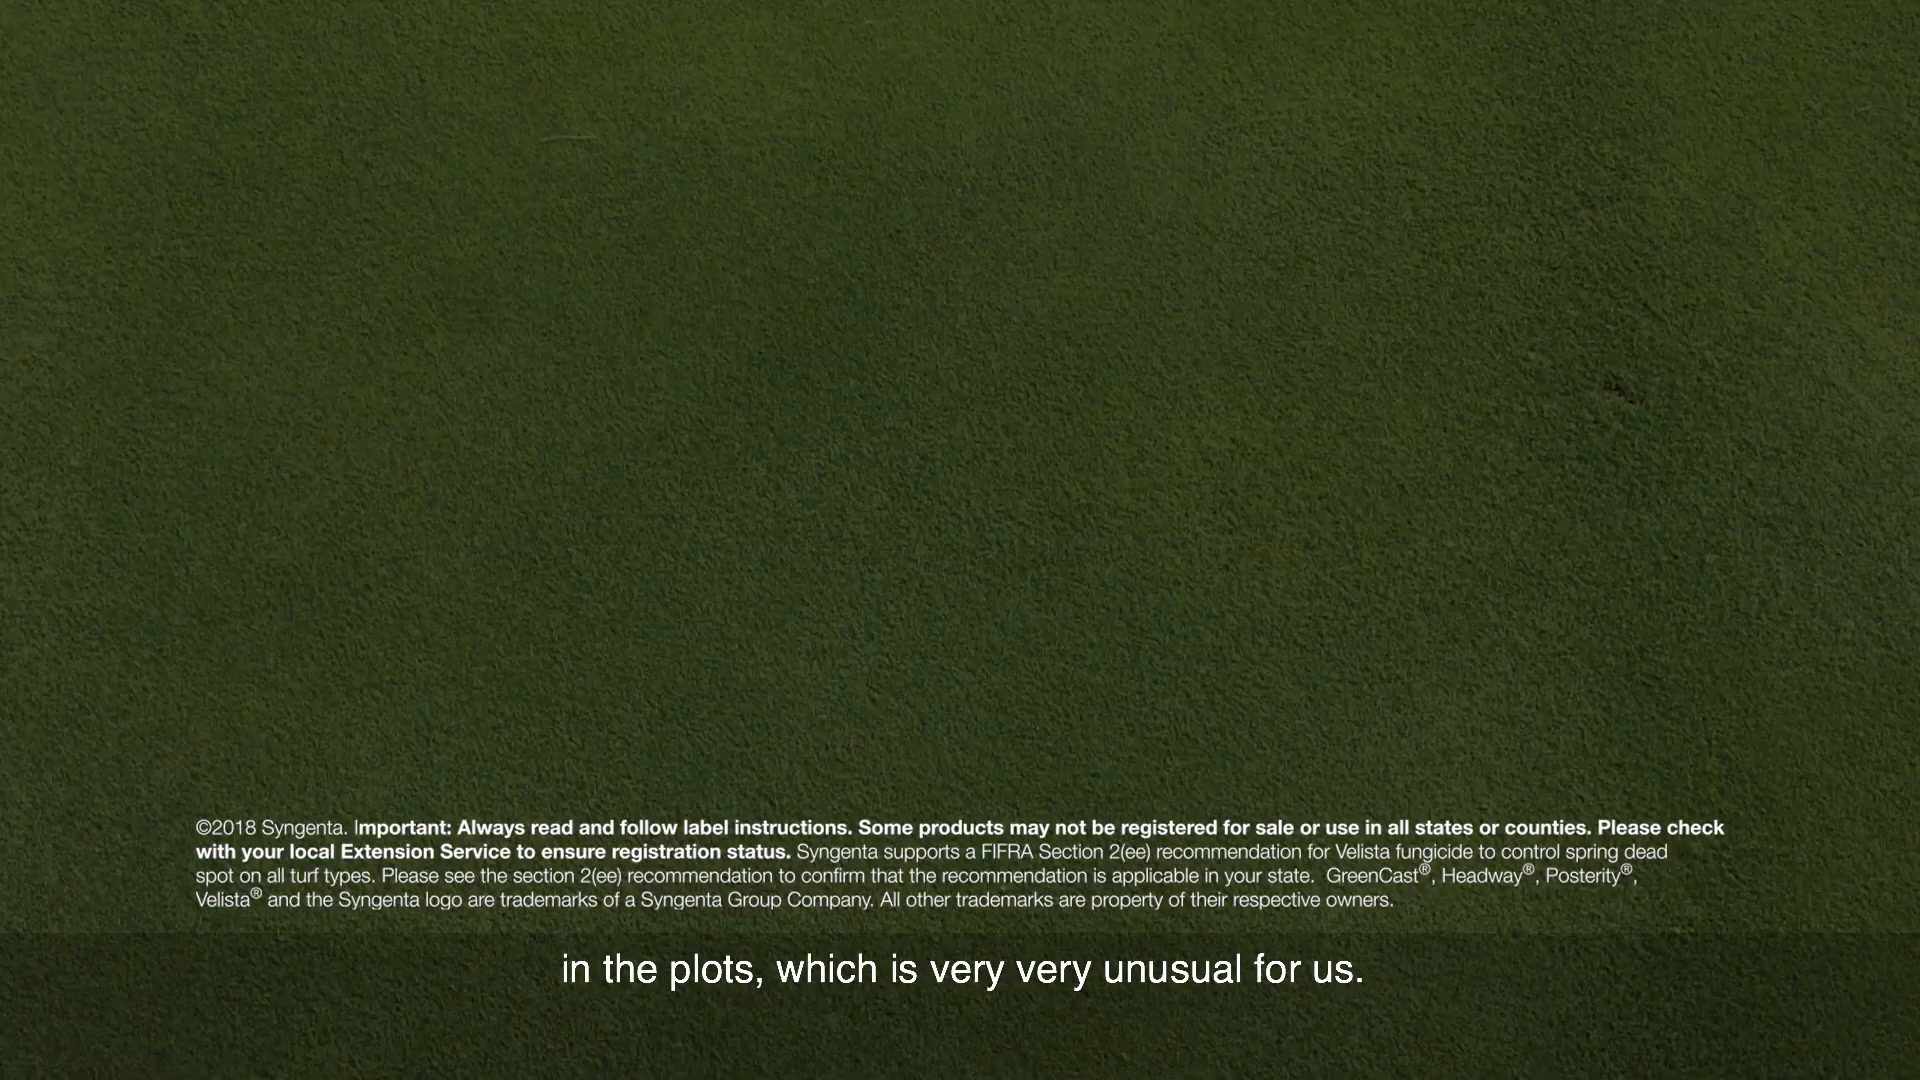 ©2018 Syngenta. Important: Always read and follow label instructions. Some products may not be registered for sale or use in all states or counties. Please check
with your local Extension Service to ensure registration status. Syngenta supports a FIFRA Section 2(ee) recommendation for Velista fungicide to control spring dead
spot on all turf types. Please see the section 2(ee) recommendation to confirm that the recommendation is applicable in your state. GreenCast®, Headway®, Posterity®,
Velista® and the Syngenta logo are trademarks of a Syngenta Group Company. All other trademarks are property of their respective owners.
in the plots, which is very very unusual for us.